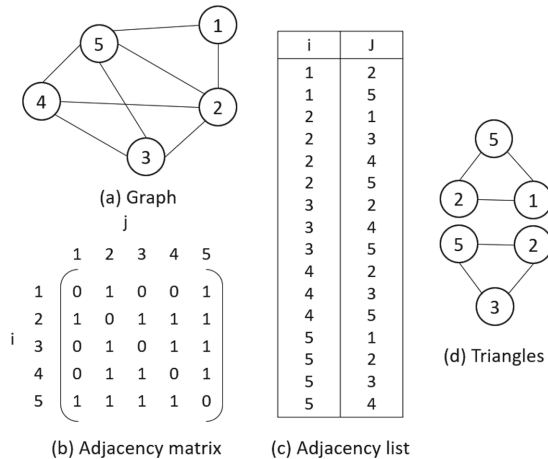 1
5
4
2
3
(a) Graph
j
1 2 3 4 5
i
1 0 1 0 0 1
2 1 0 1 1 1
3 0 1 0 1 1
4 0 1 1 0 1
5 1 1 1 1 0
(b) Adjacency matrix
i J
1 2
1 5
2 1
2 3
2 4
2 5
3 2
3 4
3 5
4 2
4 3
4 5
5 1
5 2
5 3
5 4
(c) Adjacency list
5
2 1
5 2
3
(d) Triangles